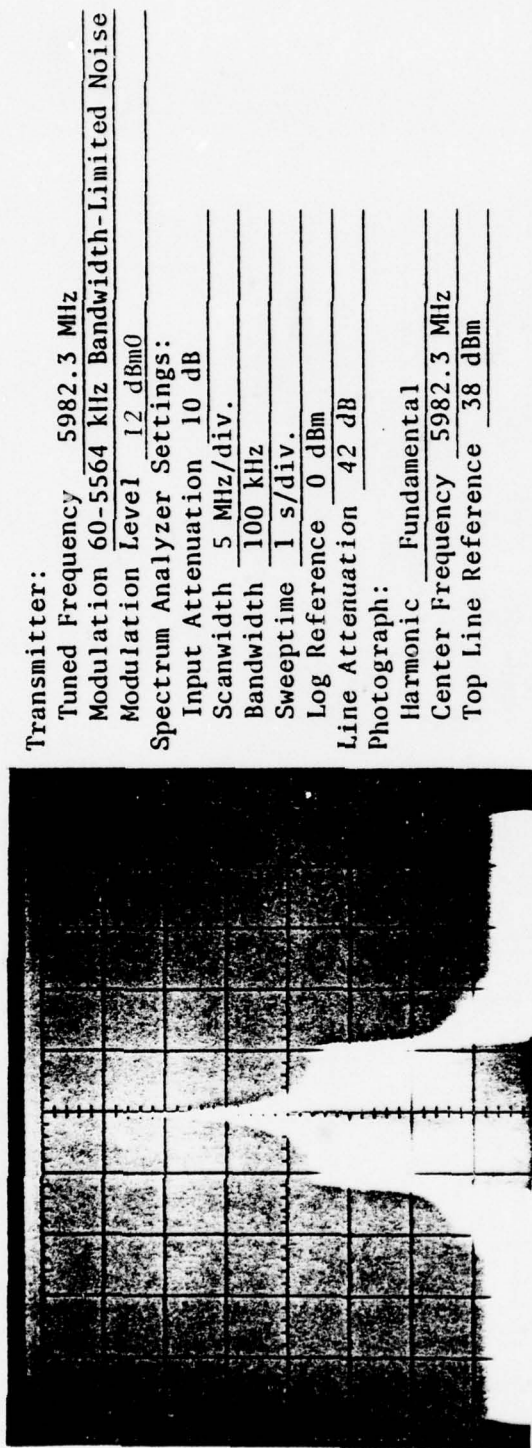 Transmitter:
Tuned Frequency 5982.3 MHz
Modulation 60-5564 kHz Bandwidth-Limited Noise
Modulation Level 12 dBmO
Spectrum Analyzer Settings:
Input Attenuation 10 dB
Scanwidth 5 MHz/div.
Bandwidth 100 kHz
Sweeptime 1 s/div.
Log Reference 0 dBm
Line Attenuation 42 dB
Photograph:
Harmonic Fundamental
Center Frequency 5982.3 MHz
Top Line Reference 38 dBm